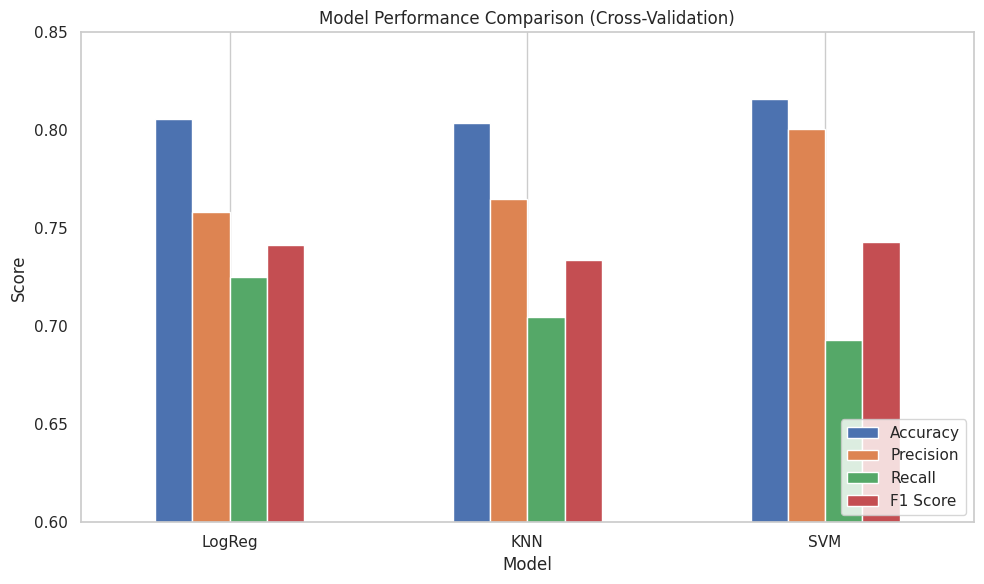 Model Performance Comparison (Cross-Validation)
0.85
0.80
0.75
0.70
0.65
0.60
Score
LogReg
KNN
SVM
Model
Accuracy
Precision
Recall
F1 Score